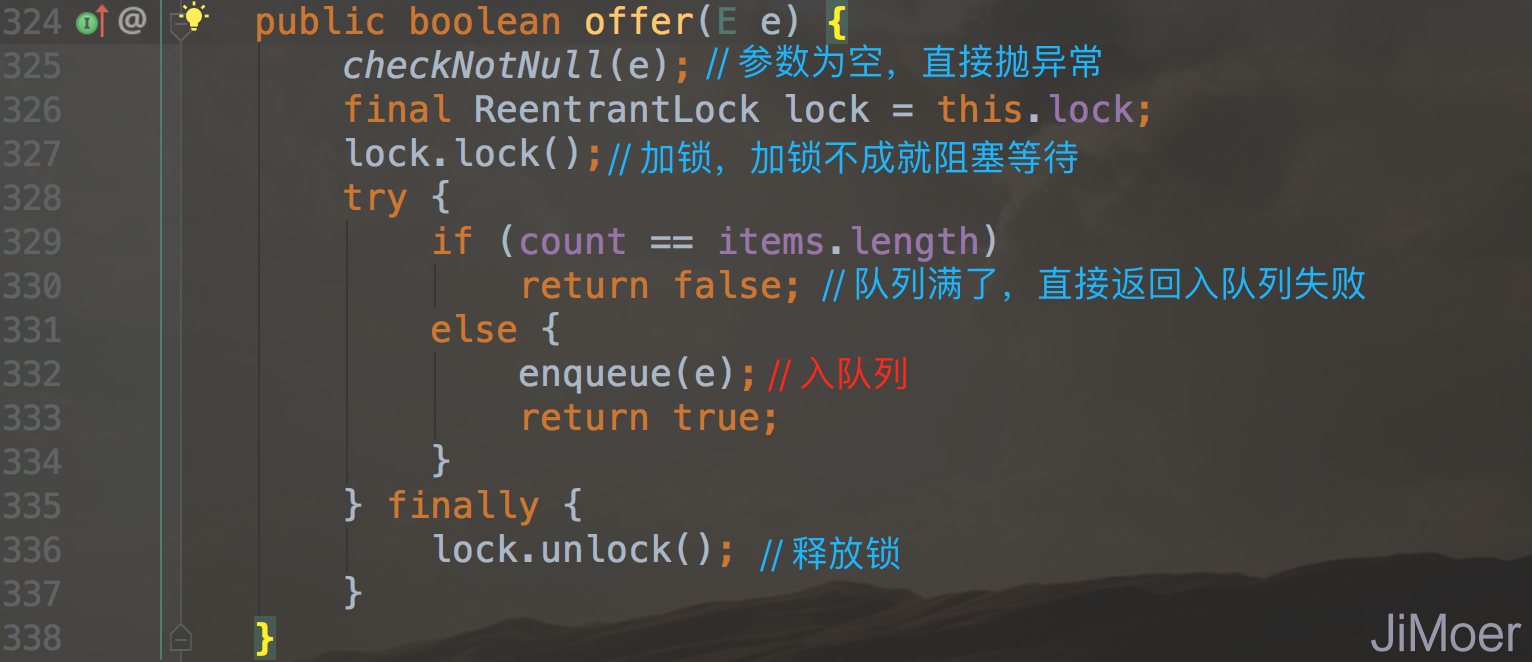 324 public boolean offer(E e) {
325 checkNotNull(e); // 参数为空，直接抛异常
326 final ReentrantLock lock = this.lock;
327 lock.lock(); // 加锁，加锁不成就阻塞等待
328 try {
329 if (count == items.length)
330 return false; // 队列满了，直接返回入队列失败
331 else {
332 enqueue(e); // 入队列
333 return true;
334 }
335 } finally {
336 lock.unlock(); // 释放锁
337 }
338 }
JiMoer